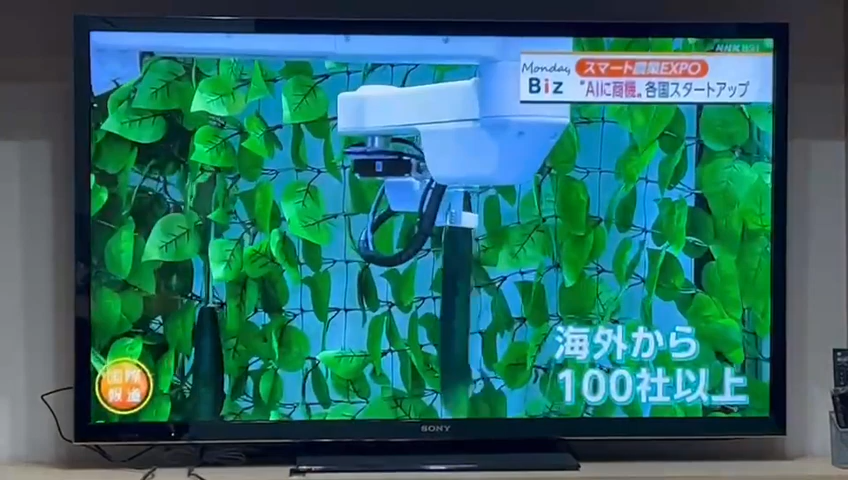 NHK BS
Monday
Biz
スマート農業EXPO
"AIに商機"各国スタートアップ
海外から
100社以上
国際
報道
SONY